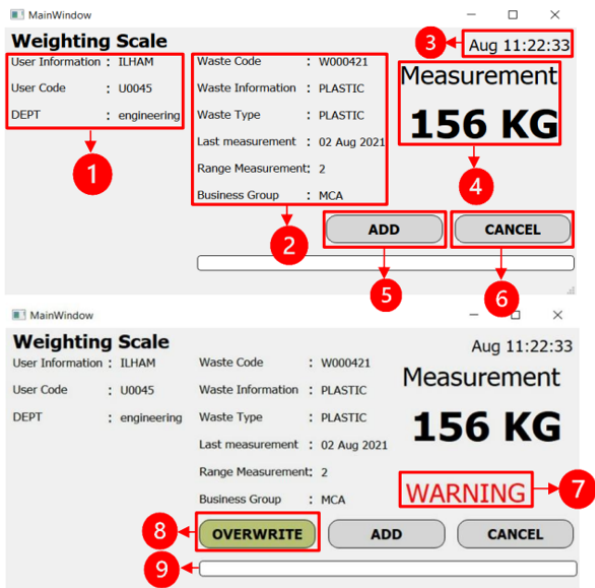 MainWindow
Weighting Scale
3
Aug 11:22:33
User Information : ILHAM
Waste Code : W000421
Measurement
User Code : U0045
Waste Information : PLASTIC
DEPT : engineering
Waste Type : PLASTIC
156 KG
Last measurement : 02 Aug 2021
Range Measurement: 2
Business Group : MCA
1
4
2
ADD
CANCEL
5
6
MainWindow
Weighting Scale
Aug 11:22:33
User Information : ILHAM
Waste Code : W000421
Measurement
User Code : U0045
Waste Information : PLASTIC
DEPT : engineering
Waste Type : PLASTIC
156 KG
Last measurement : 02 Aug 2021
Range Measurement: 2
WARNING
7
Business Group : MCA
8
OVERWRITE
ADD
CANCEL
9